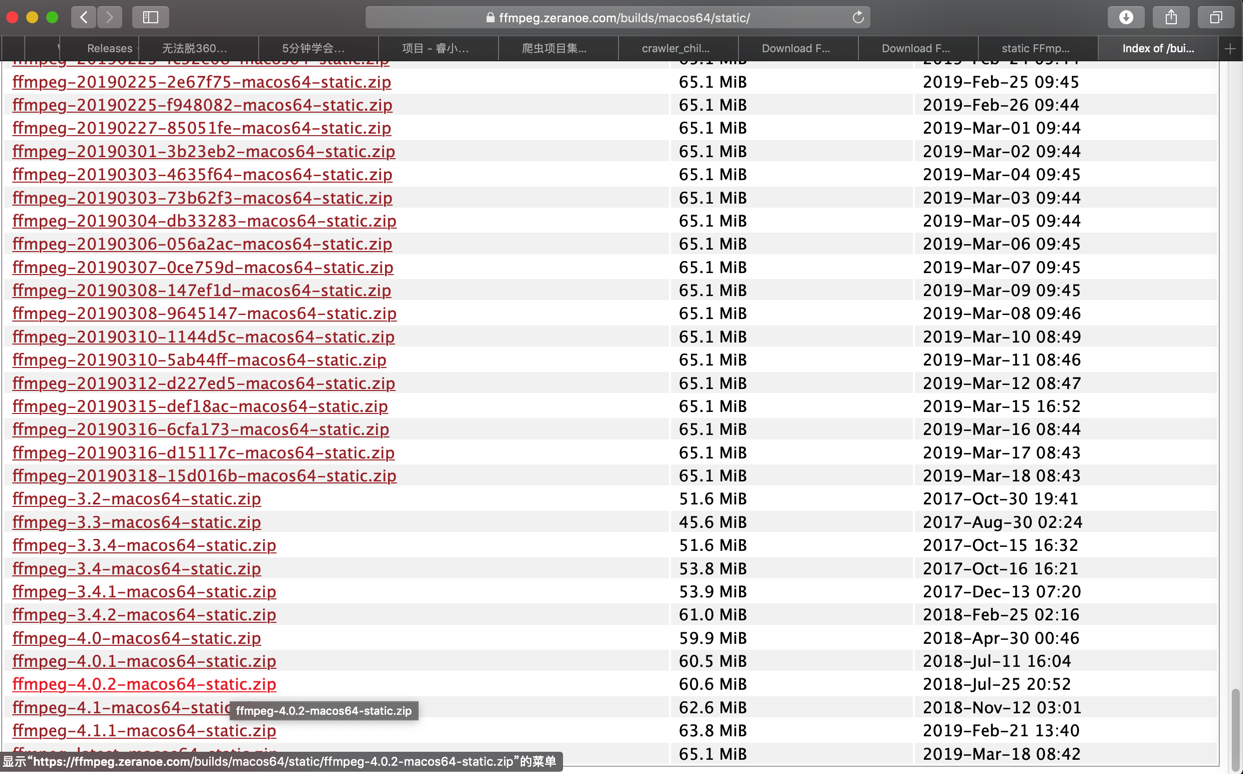 ffmpeg.zeranoe.com/builds/macos64/static/
Releases 无法脱360... 5分钟学会... 项目 - 睿小... 爬虫项目集... crawler_chil... Download F... Download F... static FFmp... Index of /bui...
ffmpeg-20190225-2e67f75-macos64-static.zip 65.1 MiB 2019-Feb-25 09:45
ffmpeg-20190225-f948082-macos64-static.zip 65.1 MiB 2019-Feb-26 09:44
ffmpeg-20190227-85051fe-macos64-static.zip 65.1 MiB 2019-Mar-01 09:44
ffmpeg-20190301-3b23eb2-macos64-static.zip 65.1 MiB 2019-Mar-02 09:44
ffmpeg-20190303-4635f64-macos64-static.zip 65.1 MiB 2019-Mar-04 09:45
ffmpeg-20190303-73b62f3-macos64-static.zip 65.1 MiB 2019-Mar-03 09:44
ffmpeg-20190304-db33283-macos64-static.zip 65.1 MiB 2019-Mar-05 09:44
ffmpeg-20190306-056a2ac-macos64-static.zip 65.1 MiB 2019-Mar-06 09:45
ffmpeg-20190307-0ce759d-macos64-static.zip 65.1 MiB 2019-Mar-07 09:45
ffmpeg-20190308-147ef1d-macos64-static.zip 65.1 MiB 2019-Mar-09 09:45
ffmpeg-20190308-9645147-macos64-static.zip 65.1 MiB 2019-Mar-08 09:46
ffmpeg-20190310-1144d5c-macos64-static.zip 65.1 MiB 2019-Mar-10 08:49
ffmpeg-20190310-5ab44ff-macos64-static.zip 65.1 MiB 2019-Mar-11 08:46
ffmpeg-20190312-d227ed5-macos64-static.zip 65.1 MiB 2019-Mar-12 08:47
ffmpeg-20190315-def18ac-macos64-static.zip 65.1 MiB 2019-Mar-15 16:52
ffmpeg-20190316-6cfa173-macos64-static.zip 65.1 MiB 2019-Mar-16 08:44
ffmpeg-20190316-d15117c-macos64-static.zip 65.1 MiB 2019-Mar-17 08:43
ffmpeg-20190318-15d016b-macos64-static.zip 65.1 MiB 2019-Mar-18 08:43
ffmpeg-3.2-macos64-static.zip 51.6 MiB 2017-Oct-30 19:41
ffmpeg-3.3-macos64-static.zip 45.6 MiB 2017-Aug-30 02:24
ffmpeg-3.3.4-macos64-static.zip 51.6 MiB 2017-Oct-15 16:32
ffmpeg-3.4-macos64-static.zip 53.8 MiB 2017-Oct-16 16:21
ffmpeg-3.4.1-macos64-static.zip 53.9 MiB 2017-Dec-13 07:20
ffmpeg-3.4.2-macos64-static.zip 61.0 MiB 2018-Feb-25 02:16
ffmpeg-4.0-macos64-static.zip 59.9 MiB 2018-Apr-30 00:46
ffmpeg-4.0.1-macos64-static.zip 60.5 MiB 2018-Jul-11 16:04
ffmpeg-4.0.2-macos64-static.zip 60.6 MiB 2018-Jul-25 20:52
ffmpeg-4.1-macos64-static 62.6 MiB 2018-Nov-12 03:01
ffmpeg-4.0.2-macos64-static.zip
ffmpeg-4.1.1-macos64-static.zip 63.8 MiB 2019-Feb-21 13:40
65.1 MiB 2019-Mar-18 08:42
显示“https://ffmpeg.zeranoe.com/builds/macos64/static/ffmpeg-4.0.2-macos64-static.zip”的菜单